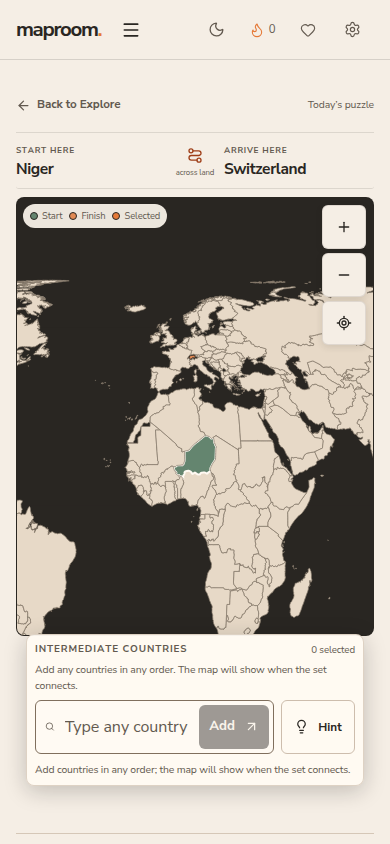 maproom.
0
Back to Explore
Today's puzzle
START HERE
Niger
across land
ARRIVE HERE
Switzerland
Start
Finish
Selected
+
−
INTERMEDIATE COUNTRIES
0 selected
Add any countries in any order. The map will show when the set
connects.
Type any country
Add
Hint
Add countries in any order; the map will show when the set connects.